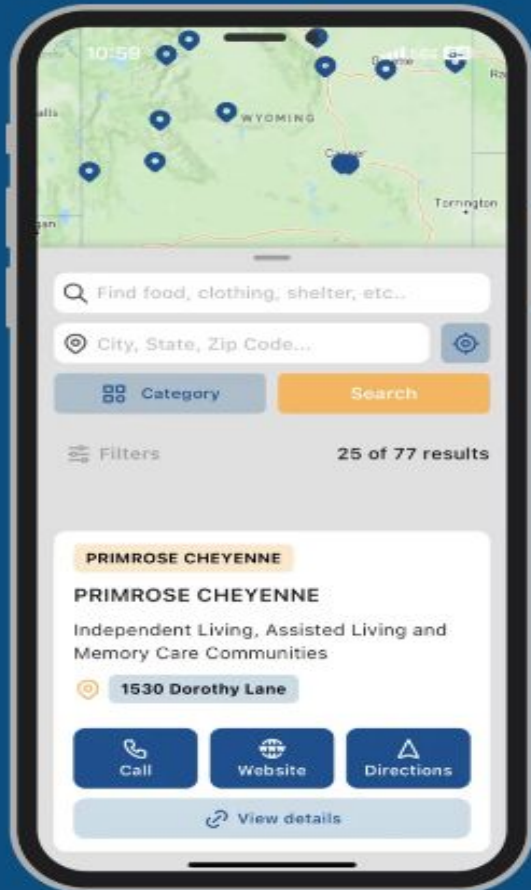 10:59
WYOMING
Casper
Torrington
Find food, clothing, shelter, etc..
City, State, Zip Code...
Category
Search
Filters
25 of 77 results
PRIMROSE CHEYENNE
PRIMROSE CHEYENNE
Independent Living, Assisted Living and
Memory Care Communities
1530 Dorothy Lane
Call
Website
Directions
View details